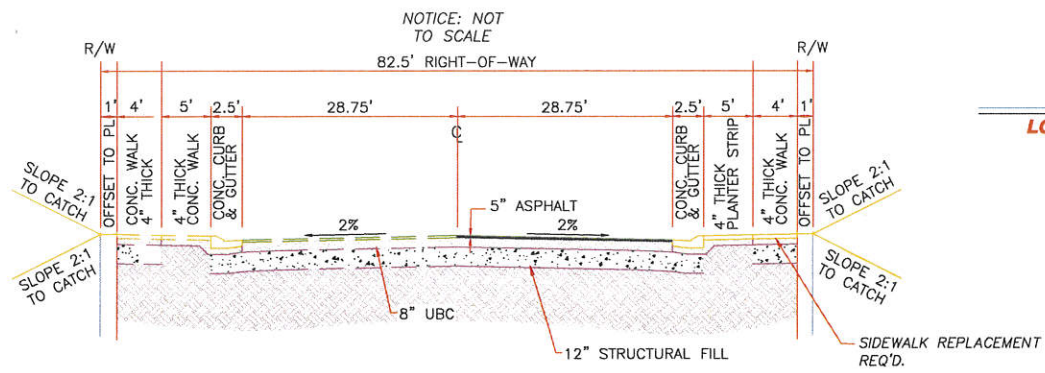 NOTICE: NOT
TO SCALE
R/W
R/W
82.5' RIGHT-OF-WAY
1'
4'
5'
2.5'
28.75'
28.75'
2.5'
5'
4'
1'
OFFSET TO PL
CONC. WALK
4" THICK
4" THICK
CONC. WALK
CONC. CURB
& GUTTER
CONC. CURB
& GUTTER
4" THICK
PLANTER STRIP
4" THICK
CONC. WALK
OFFSET TO PL
LO
SLOPE 2:1
TO CATCH
SLOPE 2:1
TO CATCH
5" ASPHALT
2%
2%
SLOPE 2:1
TO CATCH
SLOPE 2:1
TO CATCH
8" UBC
12" STRUCTURAL FILL
SIDEWALK REPLACEMENT
REQ'D.